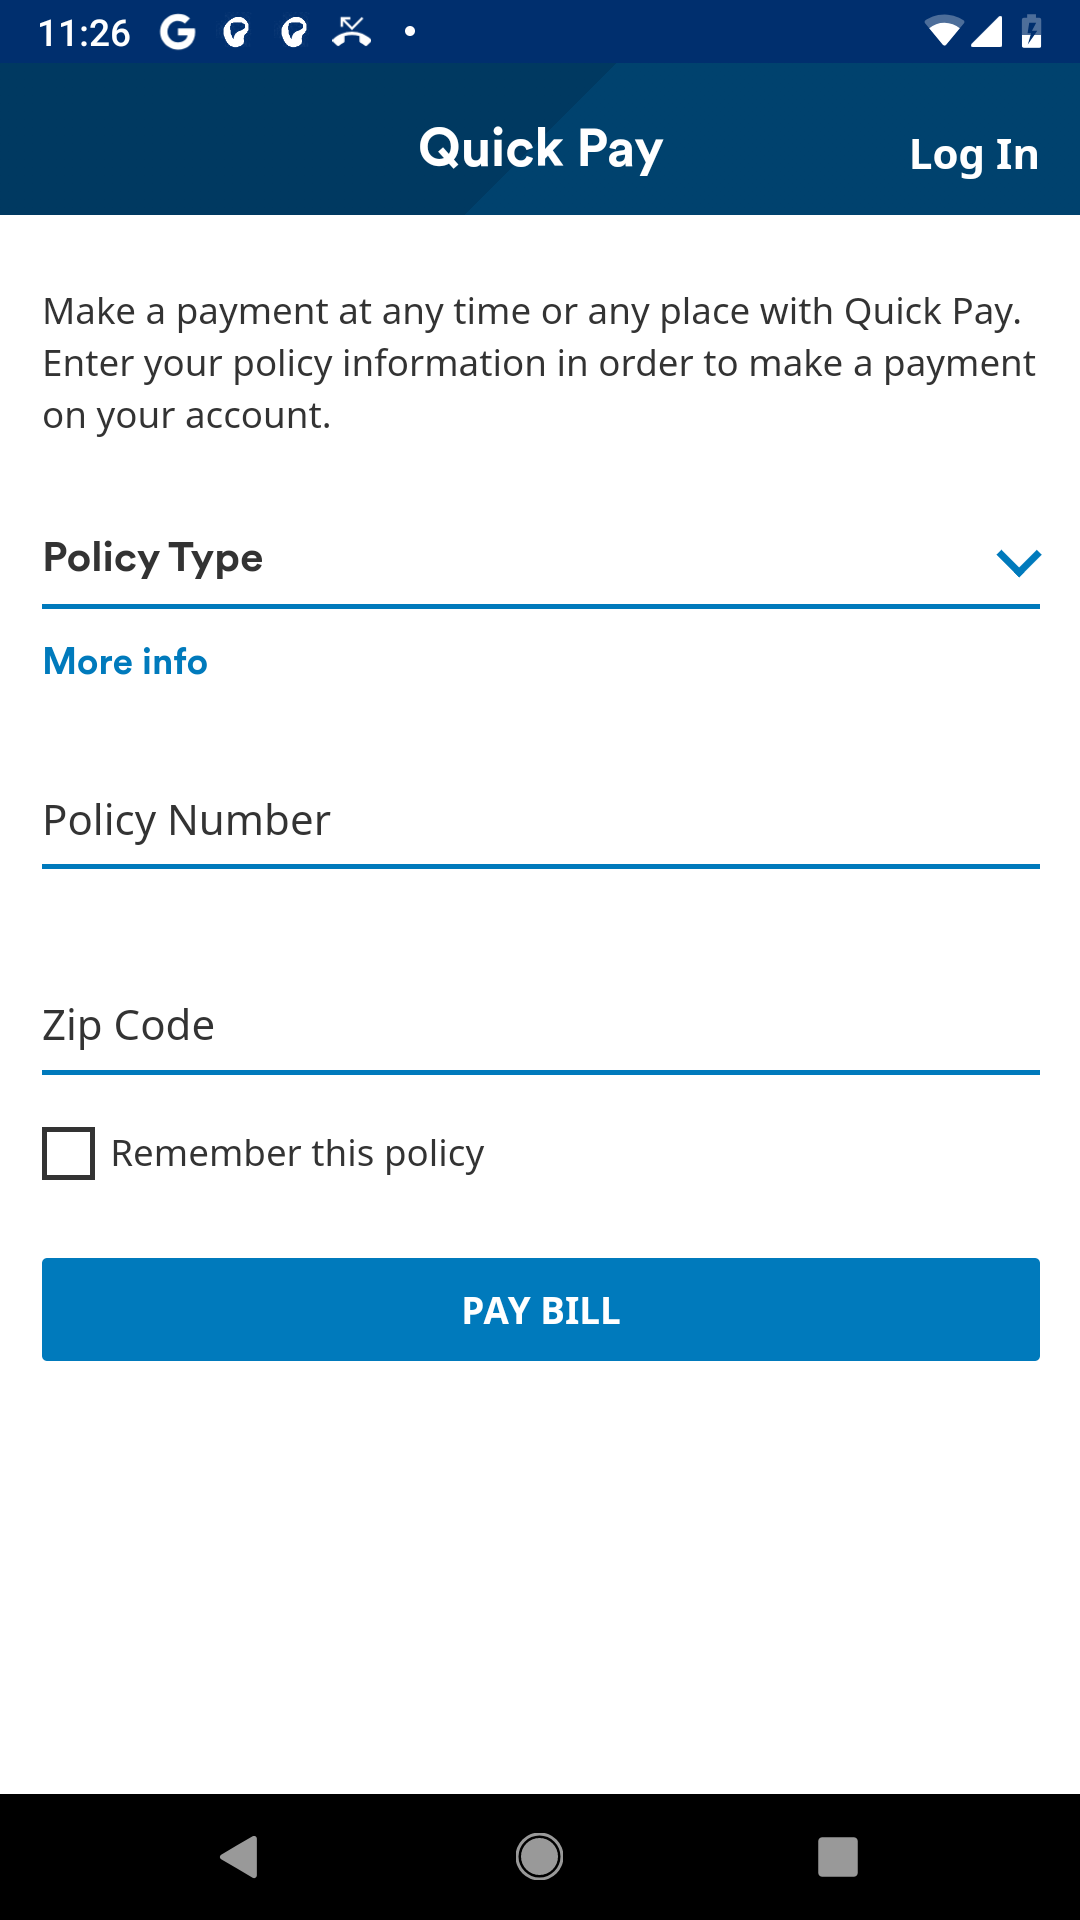 11:26
Quick Pay
Log In
Make a payment at any time or any place with Quick Pay.
Enter your policy information in order to make a payment
on your account.
Policy Type
More info
Policy Number
Zip Code
Remember this policy
PAY BILL